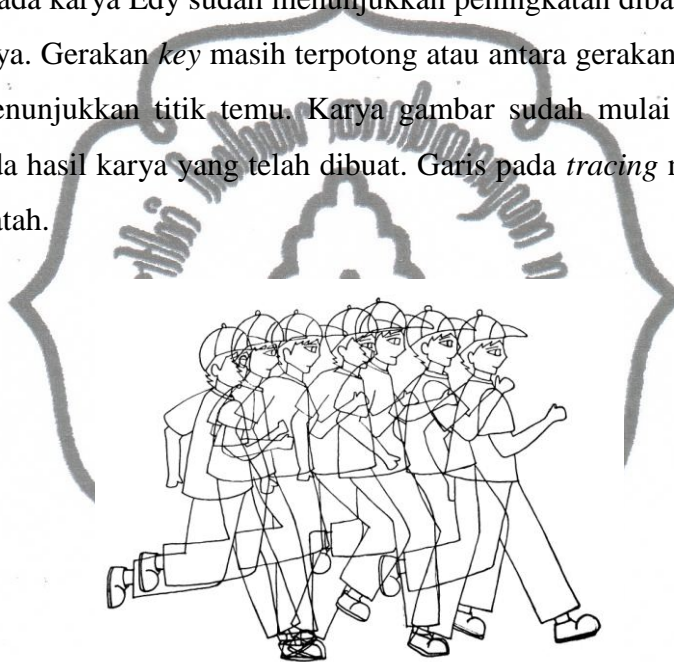 ada karya Edy sudah menunjukkan peningkatan diba
ya. Gerakan key masih terpotong atau antara gerakan
enunjukkan titik temu. Karya gambar sudah mulai
da hasil karya yang telah dibuat. Garis pada tracing
atah.